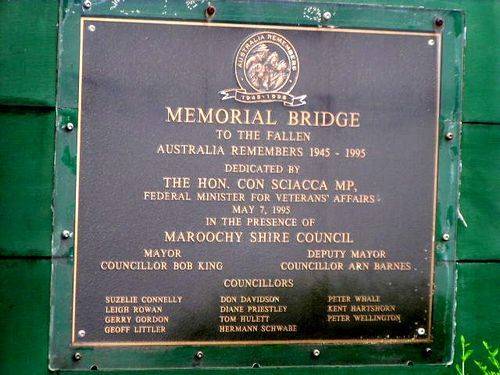 AUSTRALIA REMEMBERS
1945 - 1995
MEMORIAL BRIDGE
TO THE FALLEN
AUSTRALIA REMEMBERS 1945 - 1995
DEDICATED BY
THE HON. CON SCIACCA MP,
FEDERAL MINISTER FOR VETERANS' AFFAIRS
MAY 7, 1995
IN THE PRESENCE OF
MAROOCHY SHIRE COUNCIL
MAYOR DEPUTY MAYOR
COUNCILLOR BOB KING COUNCILLOR ARN BARNES
COUNCILLORS
SUZELIE CONNELLY DON DAVIDSON PETER WHALE
LEIGH ROWAN DIANE PRIESTLEY KENT HARTSHORN
GERRY GORDON TOM HULETT PETER WELLINGTON
GEOFF LITTLER HERMANN SCHWABE